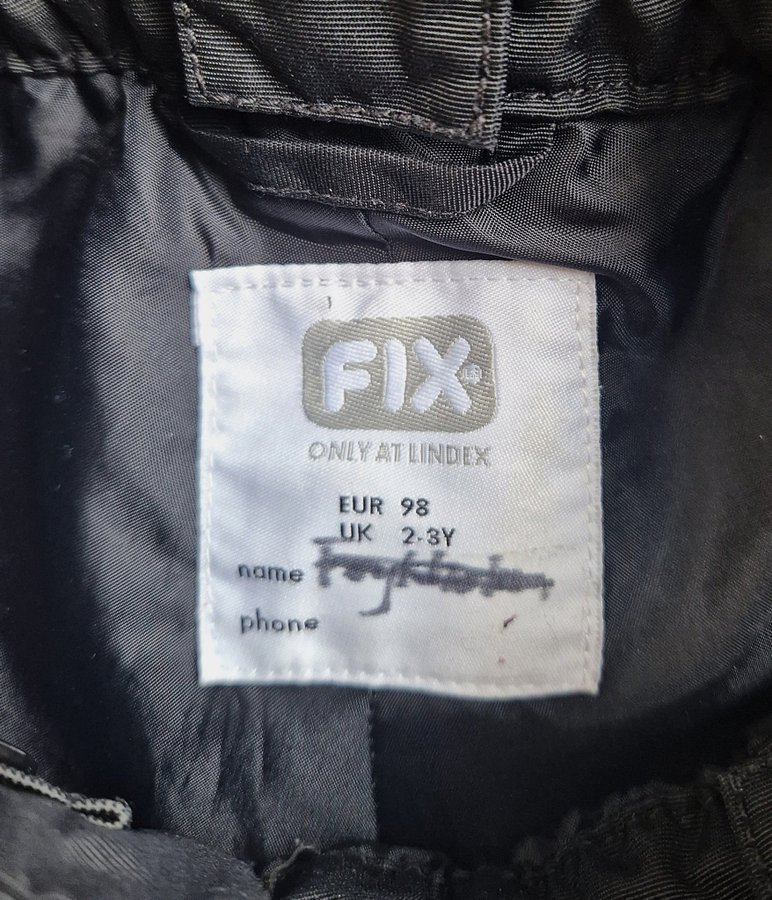 FIX
ONLY AT LINDEX
EUR 98
UK 2-3Y
name
phone